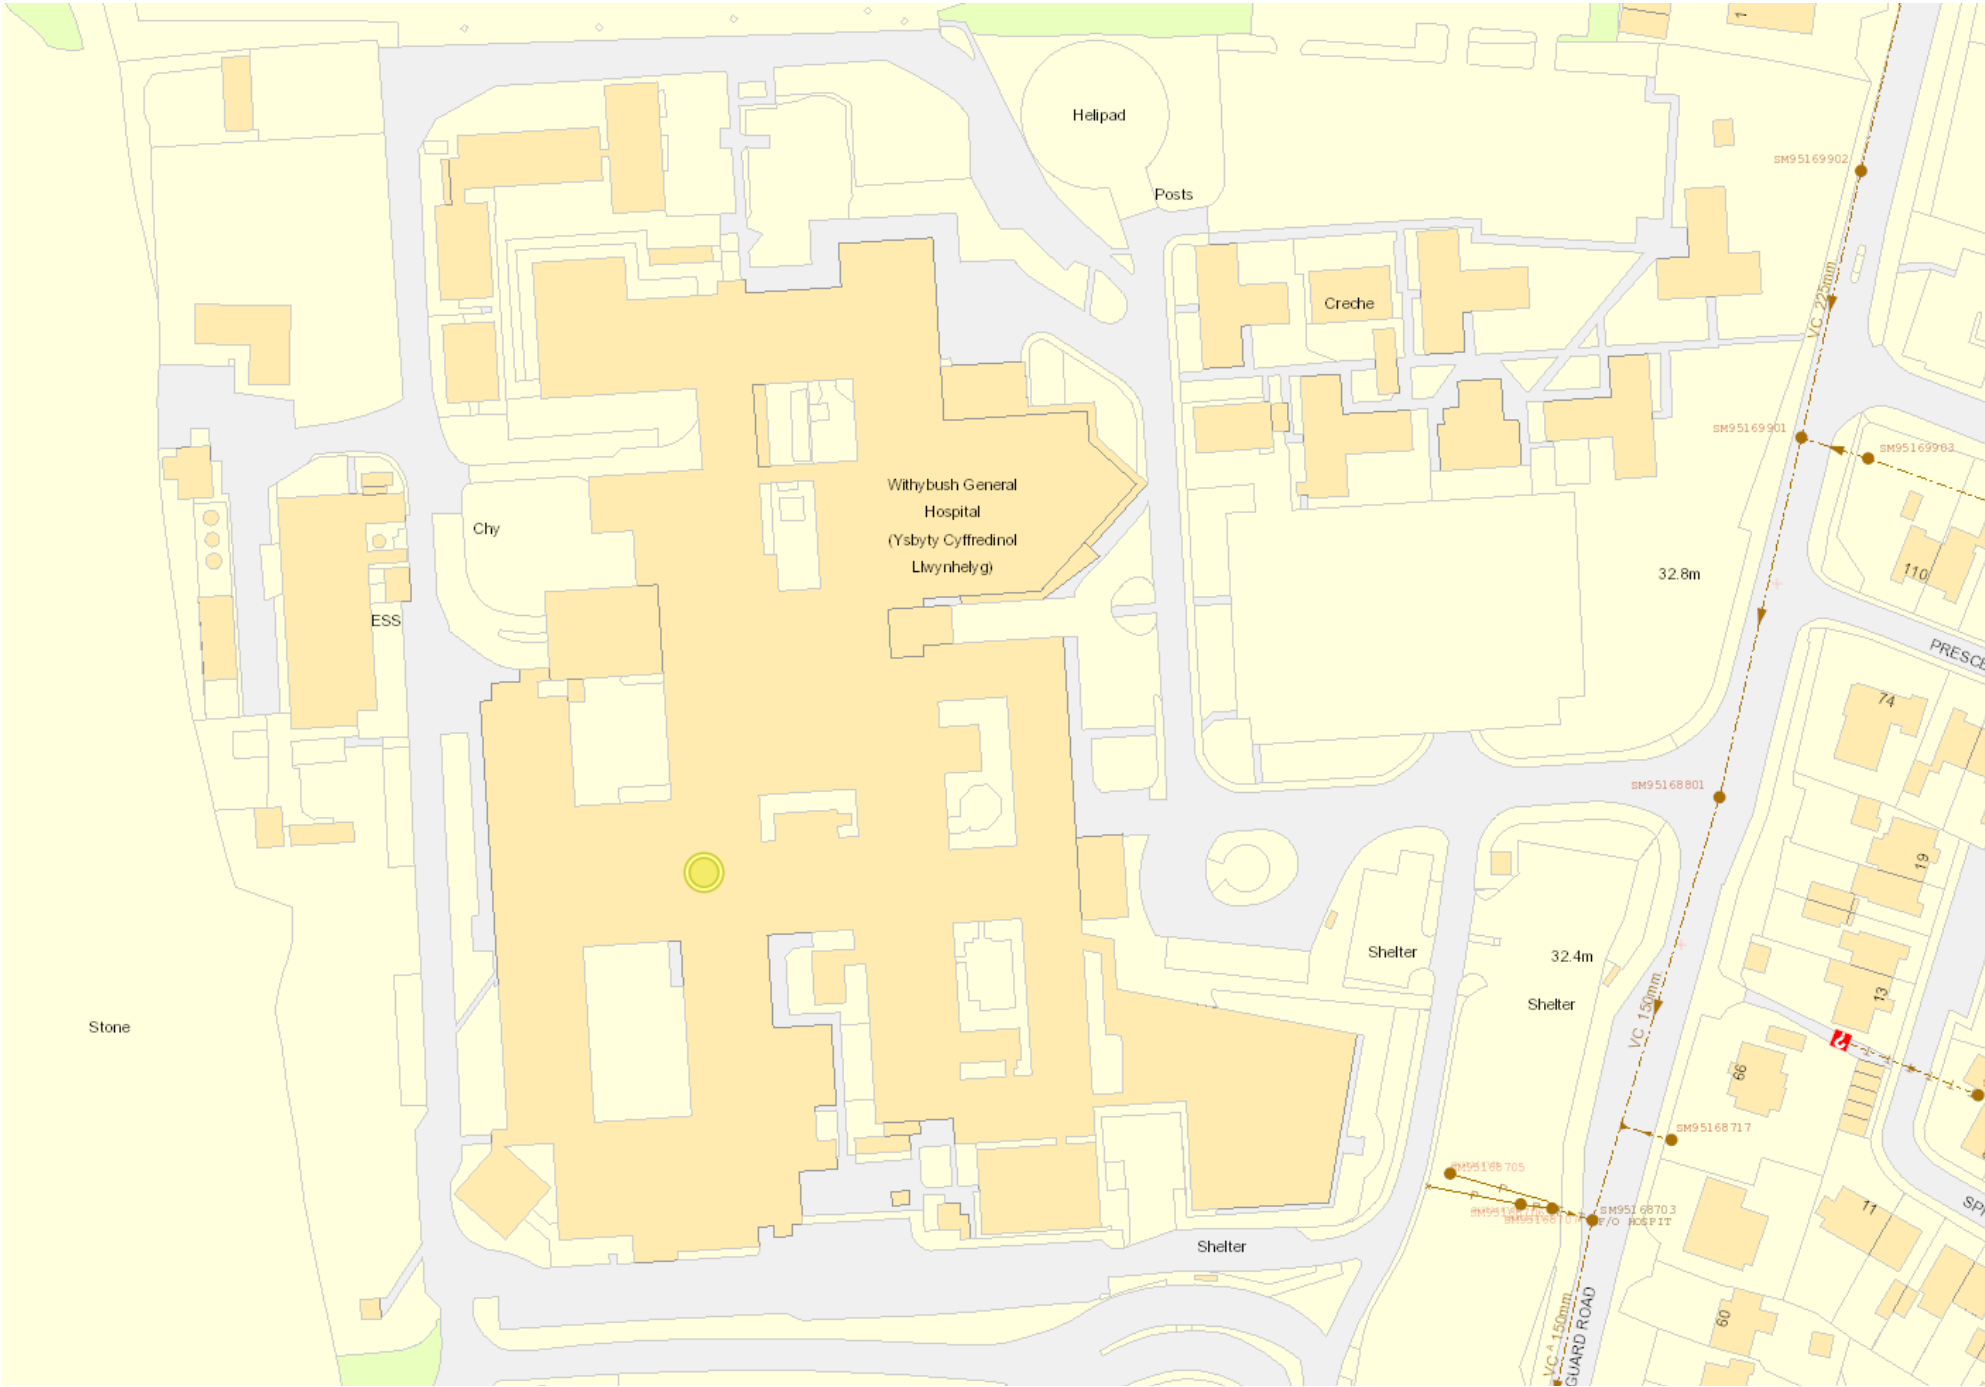 1
Helipad
SM95169902
Posts
VC 225mm
Creche
SM95169901
SM95169903
Withybush General
Hospital
(Ysbyty Cyffredinol
Llwynhelyg)
Chy
110
32.8m
ESS
PRESCE
74
SM95168801
19
Shelter
32.4m
13
Shelter
VC 150mm
Stone
?
66
SM95168717
SM95168703
F/O HOSPIT
11
Shelter
60
VC 150mm
GUARD ROAD